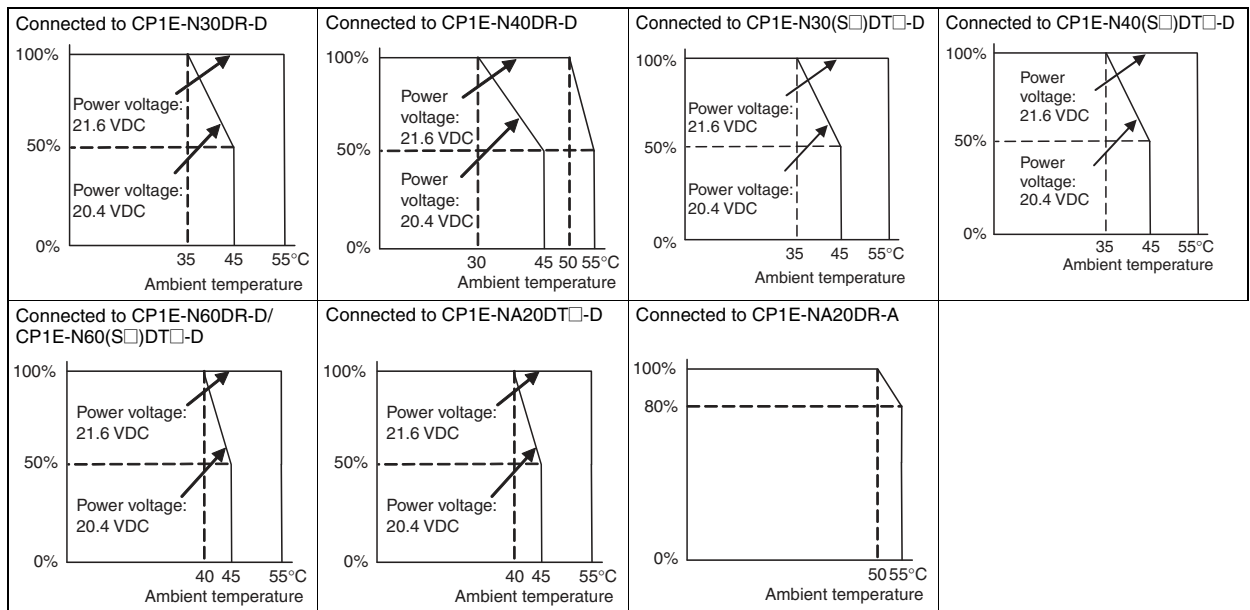 Connected to CP1E-N30DR-D
100%
Power voltage:
21.6 VDC
50%
Power voltage:
20.4 VDC
0%
35 45 55°C
Ambient temperature
Connected to CP1E-N40DR-D
100%
Power
voltage:
21.6 VDC
50%
Power
voltage:
20.4 VDC
0%
30 45 50 55°C
Ambient temperature
Connected to CP1E-N30(S□)DT□-D
100%
Power voltage:
21.6 VDC
50%
Power voltage:
20.4 VDC
0%
35 45 55°C
Ambient temperature
Connected to CP1E-N40(S□)DT□-D
100%
Power
voltage:
21.6 VDC
50%
Power
voltage:
20.4 VDC
0%
35 45 55°C
Ambient temperature
Connected to CP1E-N60DR-D/
CP1E-N60(S□)DT□-D
100%
Power voltage:
21.6 VDC
50%
Power voltage:
20.4 VDC
0%
40 45 55°C
Ambient temperature
Connected to CP1E-NA20DT□-D
100%
Power voltage:
21.6 VDC
50%
Power voltage:
20.4 VDC
0%
40 45 55°C
Ambient temperature
Connected to CP1E-NA20DR-A
100%
80%
0%
50 55°C
Ambient temperature